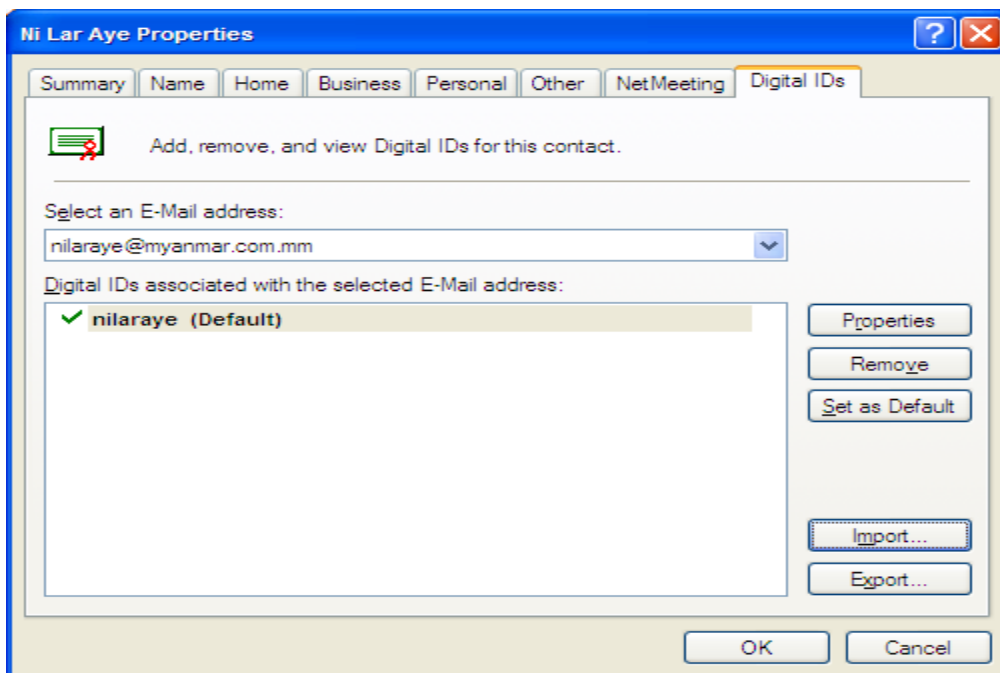 Ni Lar Aye Properties
Summary Name Home Business Personal Other NetMeeting Digital IDs
Add, remove, and view Digital IDs for this contact.
Select an E-Mail address:
nilaraye@myanmar.com.mm
Digital IDs associated with the selected E-Mail address:
nilaraye (Default)
Properties
Remove
Set as Default
Import...
Export...
OK Cancel